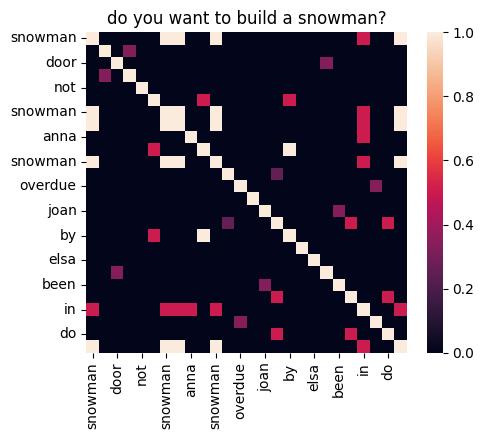 do you want to build a snowman?
snowman
door
not
snowman
anna
snowman
overdue
joan
by
elsa
been
in
do
1.0
0.8
0.6
0.4
0.2
0.0
snowman
door
not
snowman
anna
snowman
overdue
joan
by
elsa
been
in
do